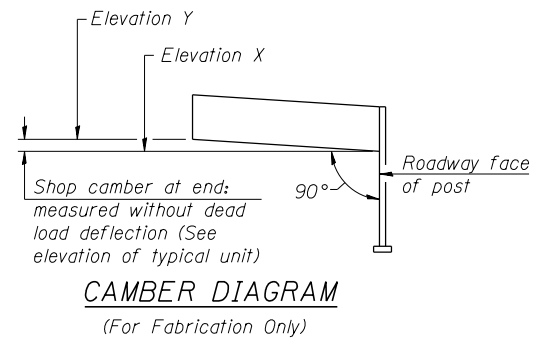 Elevation Y
Elevation X
Roadway face
of post
90°
Shop camber at end:
measured without dead
load deflection (See
elevation of typical unit)
CAMBER DIAGRAM
(For Fabrication Only)